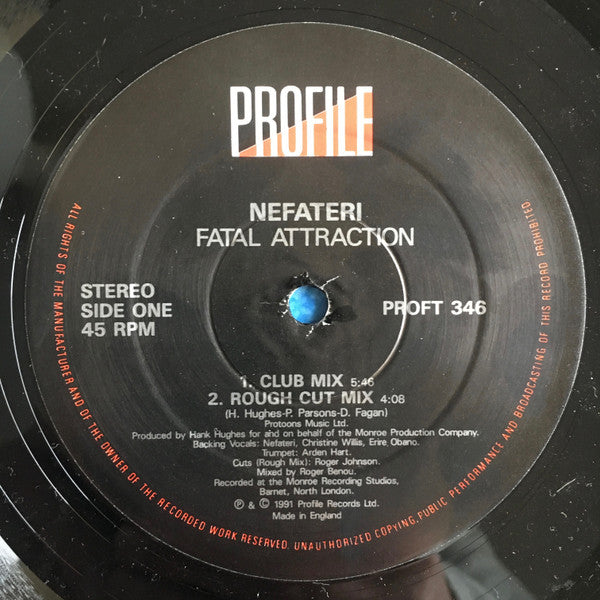 PROFILE
NEFATERI
FATAL ATTRACTION
STEREO
SIDE ONE
45 RPM
PROFT 346
1. CLUB MIX 5:46
2. ROUGH CUT MIX 4:08
(H. Hughes-P. Parsons-D. Fagan)
Protoons Music Ltd.
Produced by Hank Hughes for and on behalf of the Monroe Production Company.
Backing Vocals: Nefateri, Christine Willis, Erire Obano.
Trumpet: Arden Hart.
Cuts (Rough Mix): Roger Johnson.
Mixed by Roger Benou.
Recorded at the Monroe Recording Studios,
Barnet, North London.
℗ & © 1991 Profile Records Ltd.
Made in England
ALL RIGHTS OF THE MANUFACTURER AND OF THE OWNER OF THE RECORDED WORK RESERVED. UNAUTHORIZED COPYING, PUBLIC PERFORMANCE AND BROADCASTING OF THIS RECORD PROHIBITED